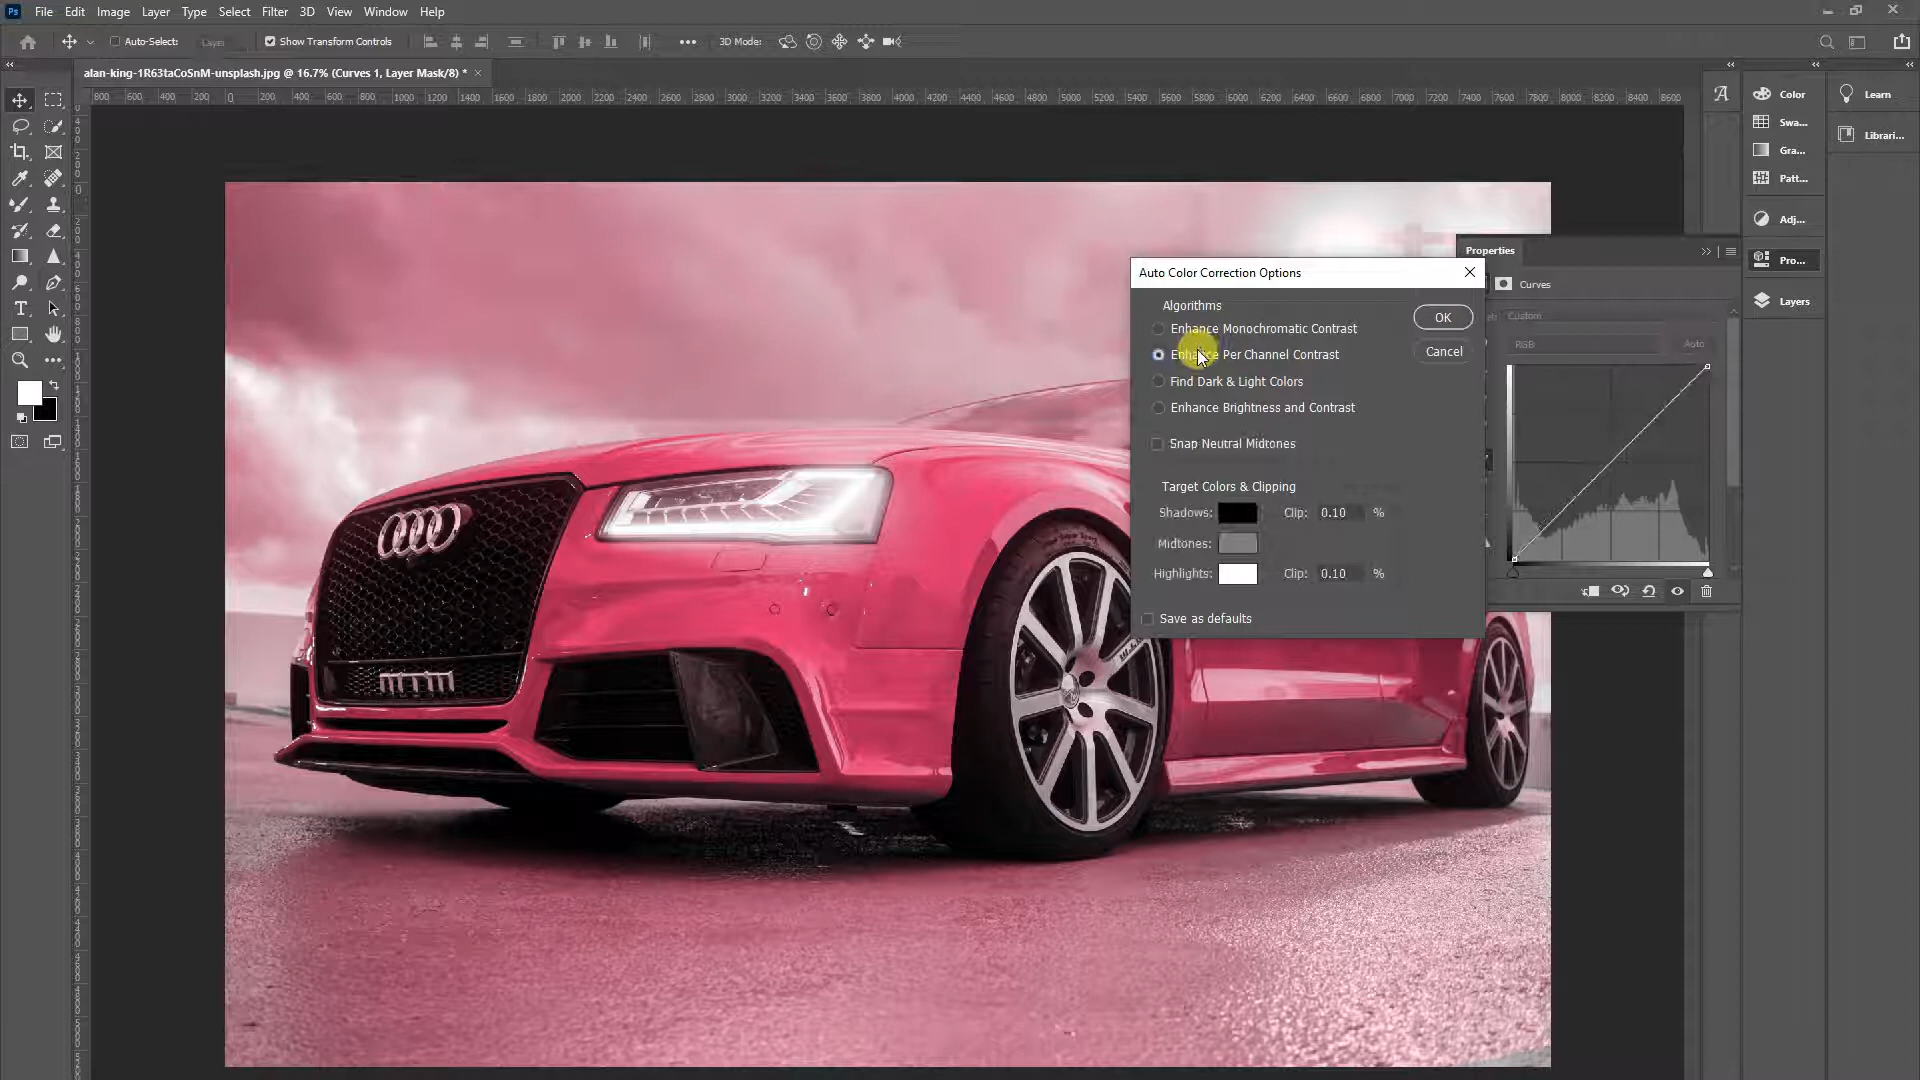 Ps File Edit Image Layer Type Select Filter 3D View Window Help
Auto-Select: Layer Show Transform Controls 3D Mode:
alan-king-1R63taCoSnM-unsplash.jpg @ 16.7% (Curves 1, Layer Mask/8) *
800 600 400 200 0 200 400 600 800 1000 1200 1400 1600 1800 2000 2200 2400 2600 2800 3000 3200 3400 3600 3800 4000 4200 4400 4600 4800 5000 5200 5400 5600 5800 6000 6200 6400 6600 6800 7000 7200 7400 7600 7800 8000 8200 8400 8600
Color
Swa...
Gra...
Patt...
Adj...
Pro...
Layers
Learn
Librari...
Properties
Curves
Custom
RGB Auto
Auto Color Correction Options
Algorithms
Enhance Monochromatic Contrast
Enhance Per Channel Contrast
Find Dark & Light Colors
Enhance Brightness and Contrast
OK
Cancel
Snap Neutral Midtones
Target Colors & Clipping
Shadows: Clip: 0.10 %
Midtones:
Highlights: Clip: 0.10 %
Save as defaults
mtm